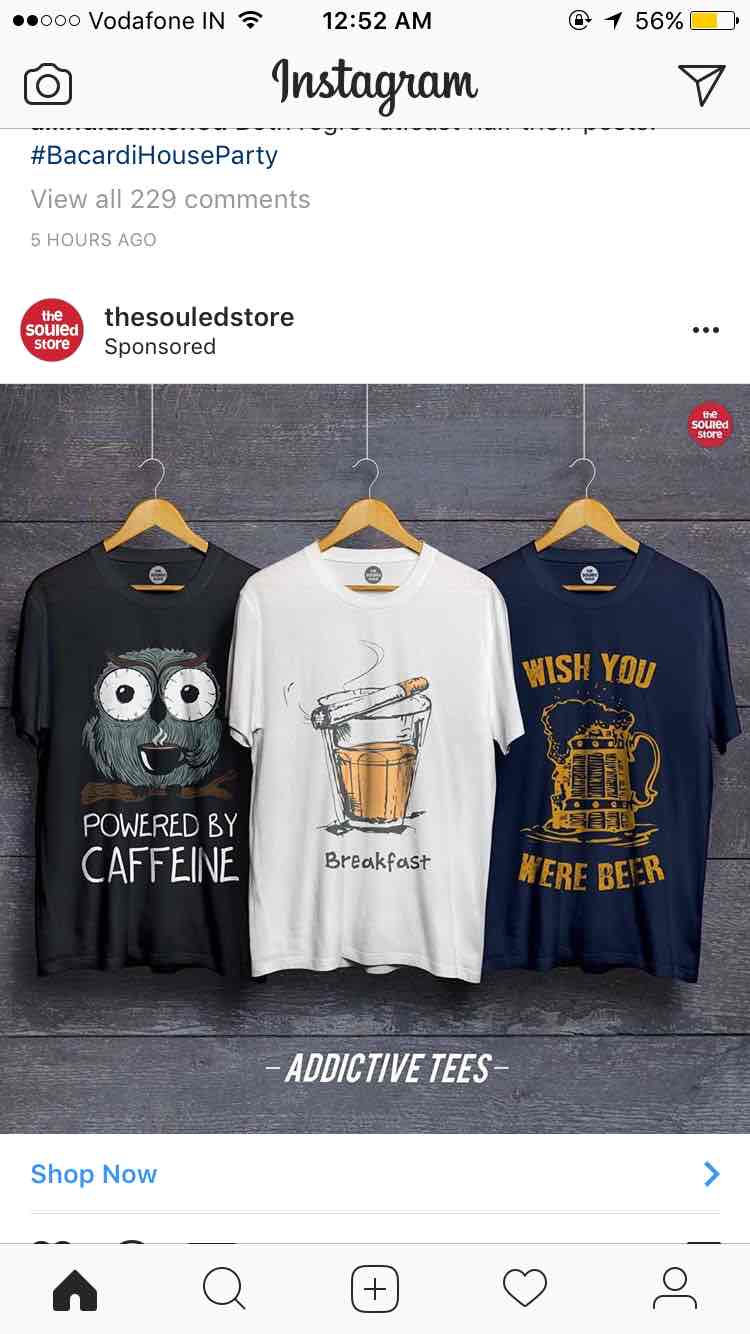 Vodafone IN
12:52 AM
56%
Instagram
#BacardiHouseParty
View all 229 comments
5 HOURS AGO
the
souled
store
thesouledstore
Sponsored
the
souled
store
POWERED BY
CAFFEINE
Breakfast
WISH YOU
WERE BEER
- ADDICTIVE TEES -
Shop Now